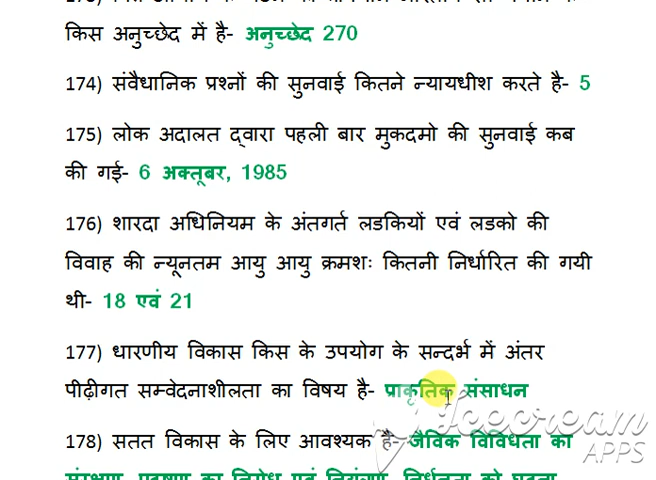 किस अनुच्छेद में है- अनुच्छेद 270
174) संवैधानिक प्रश्नों की सुनवाई कितने न्यायधीश करते है- 5
175) लोक अदालत द्वारा पहली बार मुकदमो की सुनवाई कब
की गई- 6 अक्तूबर, 1985
176) शारदा अधिनियम के अंतगर्त लडकियों एवं लडको की
विवाह की न्यूनतम आयु आयु क्रमशः कितनी निर्धारित की गयी
थी- 18 एवं 21
177) धारणीय विकास किस के उपयोग के सन्दर्भ में अंतर
पीढ़ीगत सम्वेदनाशीलता का विषय है- प्राकृतिक संसाधन
178) सतत विकास के लिए आवश्यक है- जैविक विविधता का
Icecream
APPS